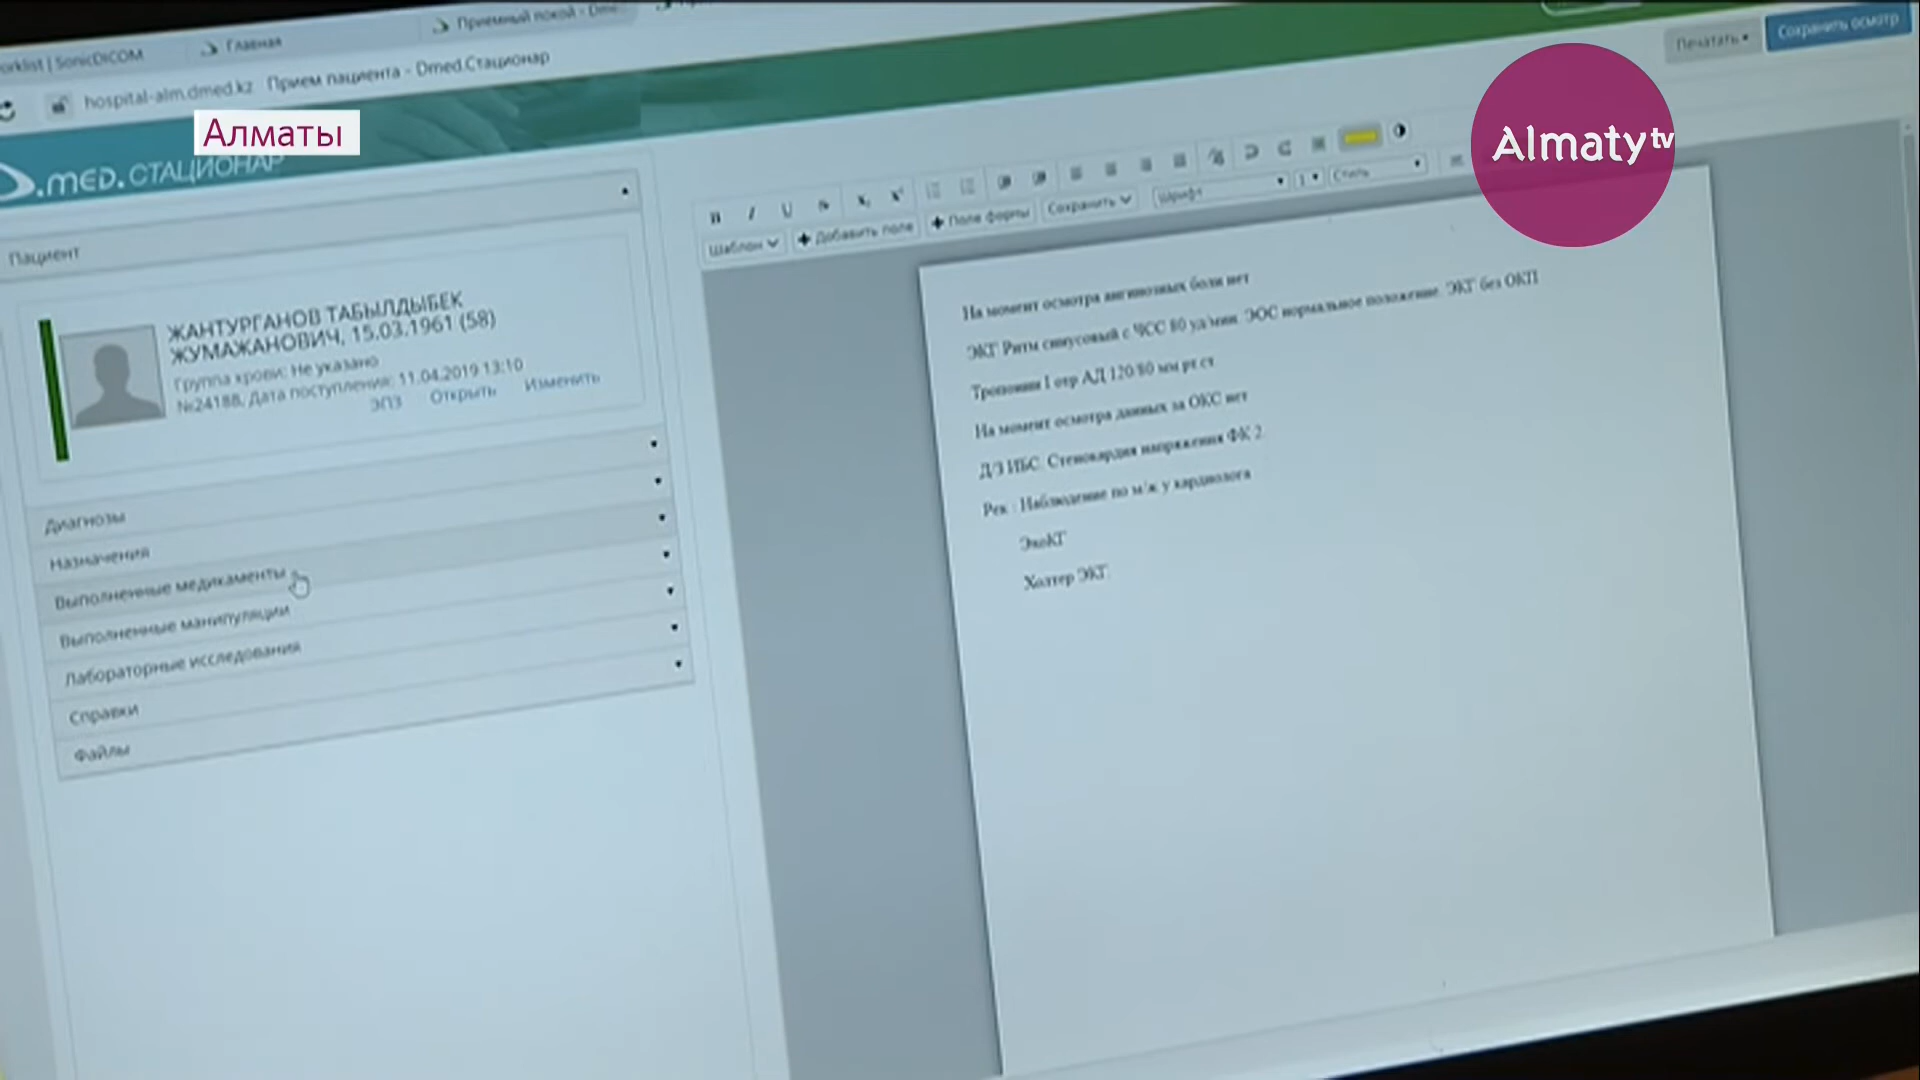 orklist | SonicDICOM
Главная
Приемный покой - Dme
hospital-alm.dmed.kz Прием пациента - Dmed.Стационар
Печатать
Сохранить осмотр
Алматы
Almaty tv
.MED.СТАЦИОНАР
Пациент
ЖАНТУРГАНОВ ТАБЫЛДЫБЕК
ЖУМАЖАНОВИЧ, 15.03.1961 (58)
Группа крови: Не указано
№24188, Дата поступления: 11.04.2019 13:10
ЭПЗ Открыть Изменить
Диагнозы
Назначения
Выполненные медикаменты
Выполненные манипуляции
Лабораторные исследования
Справки
Файлы
B I U
Шаблон Добавить поле Поле формы Сохранить Шрифт Стиль
На момент осмотра ангинозных боли нет
ЭКГ Ритм синусовый с ЧСС 80 уд/мин. ЭОС нормальное положение. ЭКГ без ОКП
Тропонин I отр АД 120/80 мм рт ст
На момент осмотра данных за ОКС нет
Д/З ИБС. Стенокардия напряжения ФК 2.
Рек.: Наблюдение по м/ж у кардиолога
ЭхоКГ
Холтер ЭКГ.